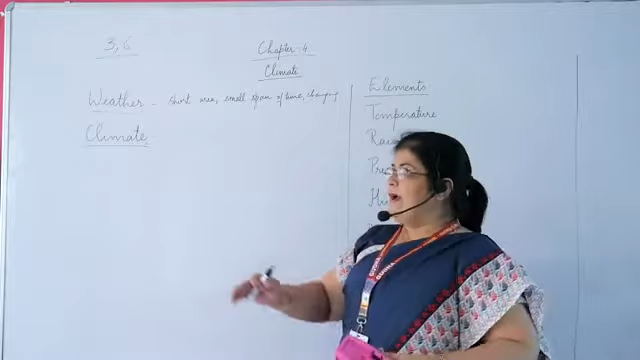 3, 6
Chapter-4
Climate
Weather - short area, small span of time, changing
Climate
Elements
Temperature